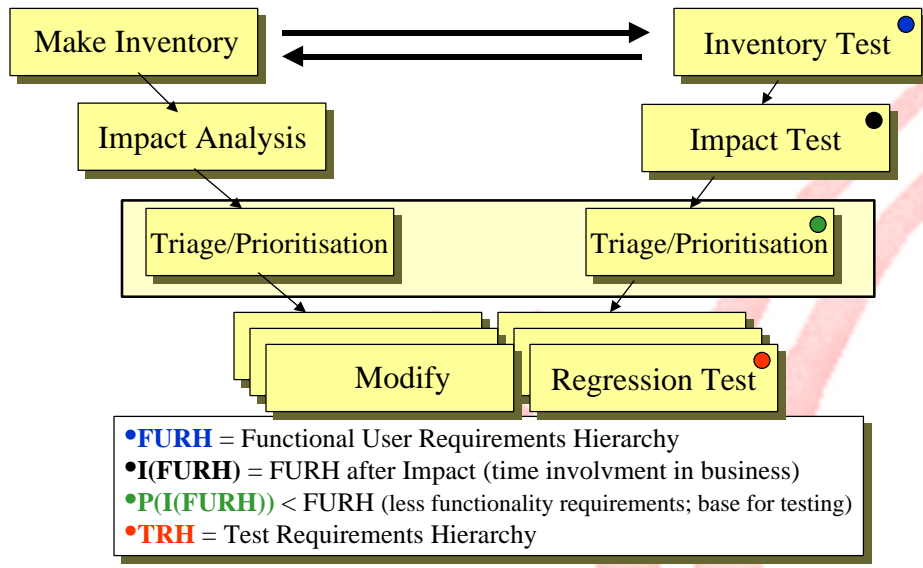 Make Inventory
Inventory Test
Impact Analysis
Impact Test
Triage/Prioritisation
Triage/Prioritisation
Modify
Regression Test
•FURH = Functional User Requirements Hierarchy
•I(FURH) = FURH after Impact (time involvment in business)
•P(I(FURH)) < FURH (less functionality requirements; base for testing)
•TRH = Test Requirements Hierarchy